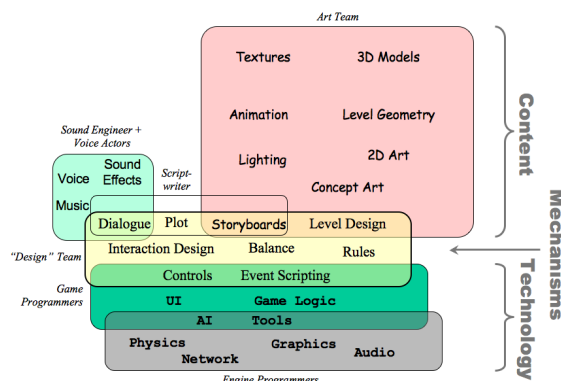 Art Team
Textures
3D Models
Animation
Level Geometry
Lighting
2D Art
Concept Art
Content
Sound Engineer +
Voice Actors
Sound
Effects
Voice
Music
Script-
writer
Dialogue
Plot
Storyboards
Level Design
"Design" Team
Interaction Design
Balance
Rules
Mechanisms
Controls
Event Scripting
Game
Programmers
UI
Game Logic
AI
Tools
Technology
Physics
Graphics
Network
Audio
Engine Programmers